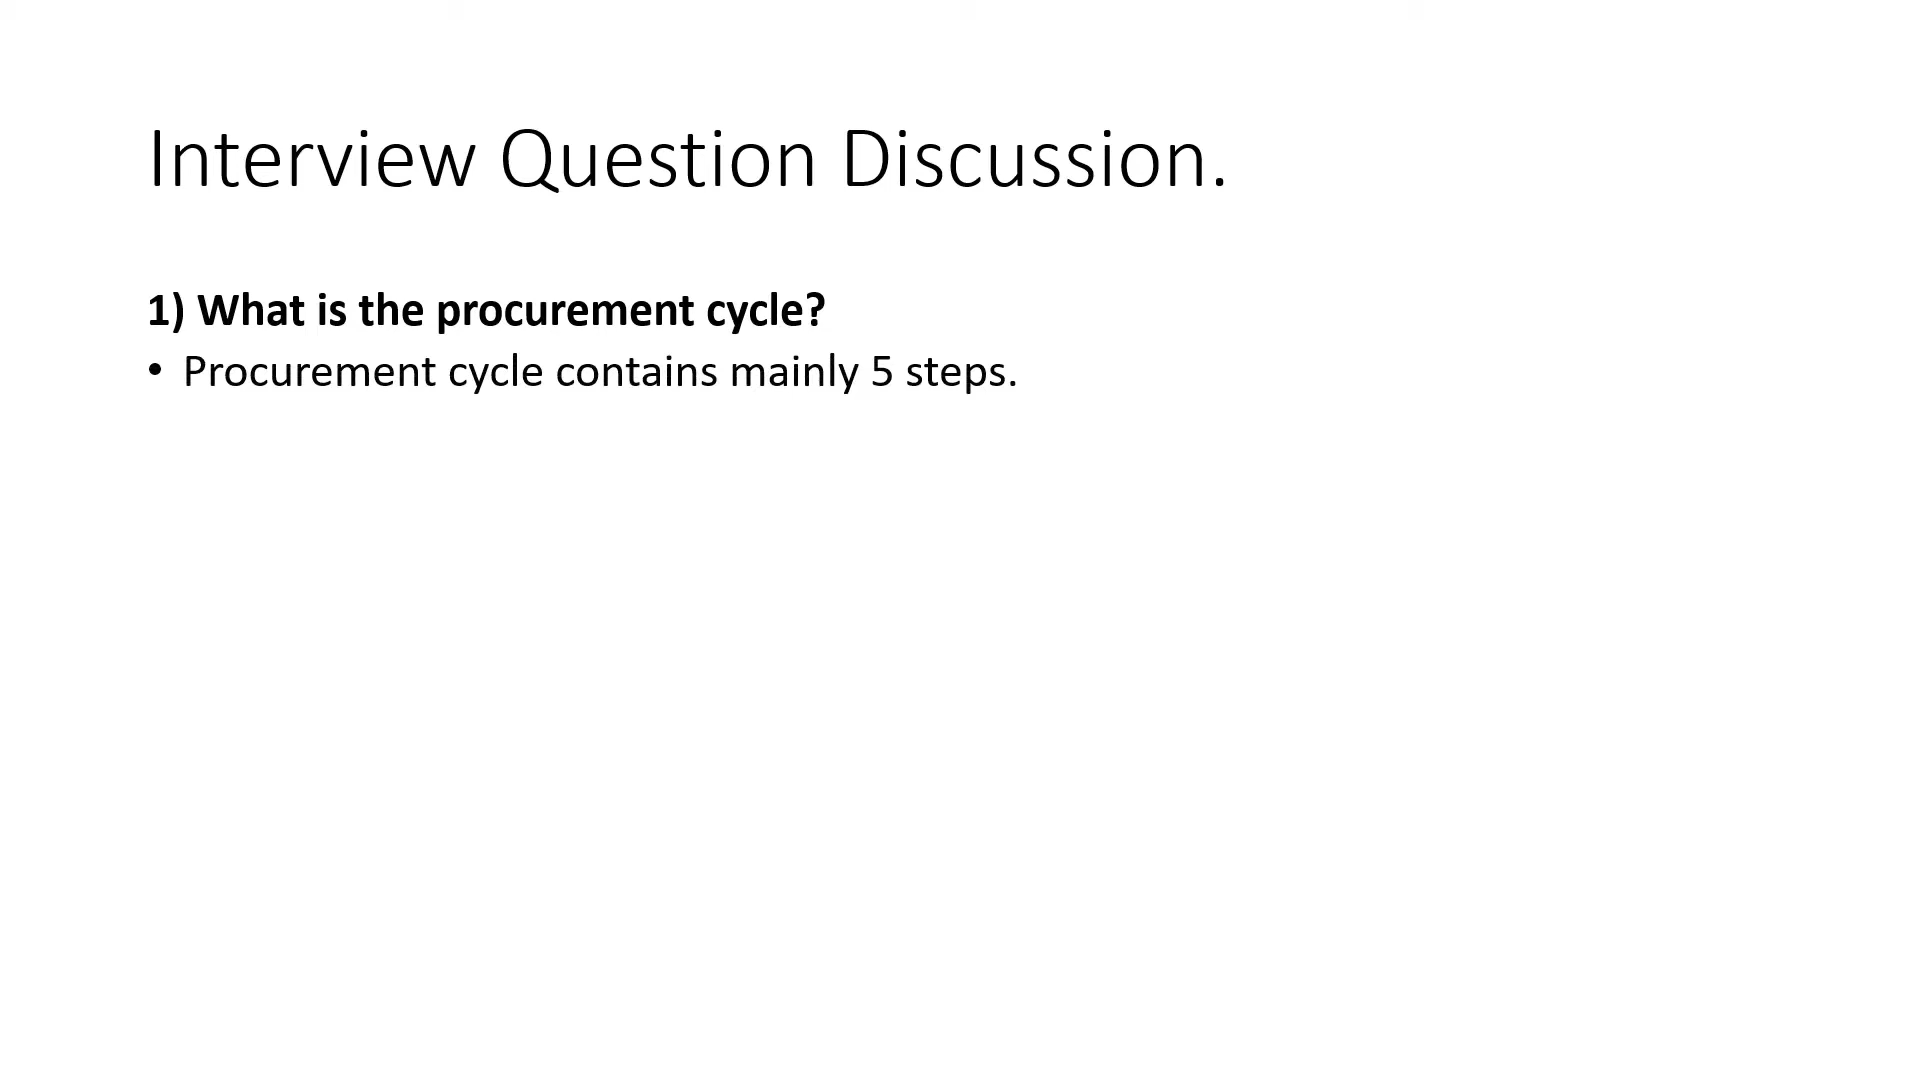 Interview Question Discussion.
1) What is the procurement cycle?
• Procurement cycle contains mainly 5 steps.